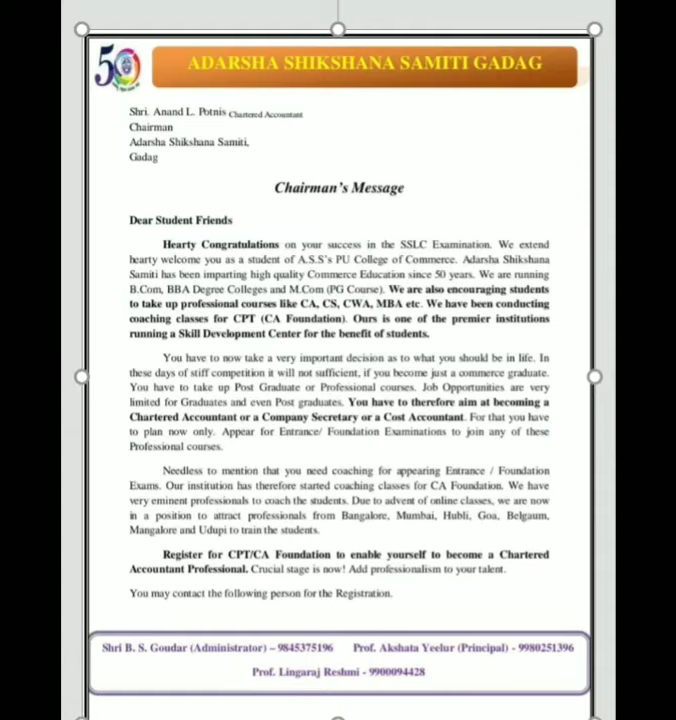 50
ADARSHA SHIKSHANA SAMITI GADAG
Shri. Anand L. Potnis Chartered Accountant
Chairman
Adarsha Shikshana Samiti,
Gadag
Chairman's Message
Dear Student Friends
Hearty Congratulations on your success in the SSLC Examination. We extend
hearty welcome you as a student of A.S.S's PU College of Commerce. Adarsha Shikshana
Samiti has been imparting high quality Commerce Education since 50 years. We are running
B.Com, BBA Degree Colleges and M.Com (PG Course). We are also encouraging students
to take up professional courses like CA, CS, CWA, MBA etc. We have been conducting
coaching classes for CPT (CA Foundation). Ours is one of the premier institutions
running a Skill Development Center for the benefit of students.
You have to now take a very important decision as to what you should be in life. In
these days of stiff competition it will not sufficient, if you become just a commerce graduate.
You have to take up Post Graduate or Professional courses. Job Opportunities are very
limited for Graduates and even Post graduates. You have to therefore aim at becoming a
Chartered Accountant or a Company Secretary or a Cost Accountant. For that you have
to plan now only. Appear for Entrance/ Foundation Examinations to join any of these
Professional courses.
Needless to mention that you need coaching for appearing Entrance / Foundation
Exams. Our institution has therefore started coaching classes for CA Foundation. We have
very eminent professionals to coach the students. Due to advent of online classes, we are now
in a position to attract professionals from Bangalore, Mumbai, Hubli, Goa, Belgaum,
Mangalore and Udupi to train the students.
Register for CPT/CA Foundation to enable yourself to become a Chartered
Accountant Professional. Crucial stage is now! Add professionalism to your talent.
You may contact the following person for the Registration.
Shri B. S. Goudar (Administrator) – 9845375196 Prof. Akshata Yeelur (Principal) - 9980251396
Prof. Lingaraj Reshmi - 9900094428